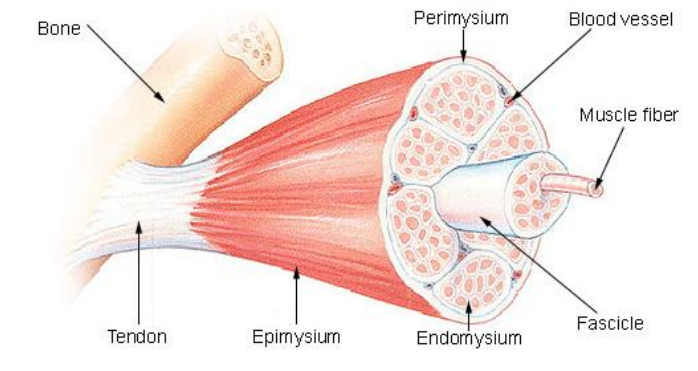 Perimysium
Blood vessel
Bone
Muscle fiber
Tendon
Epimysium
Endomysium
Fascicle